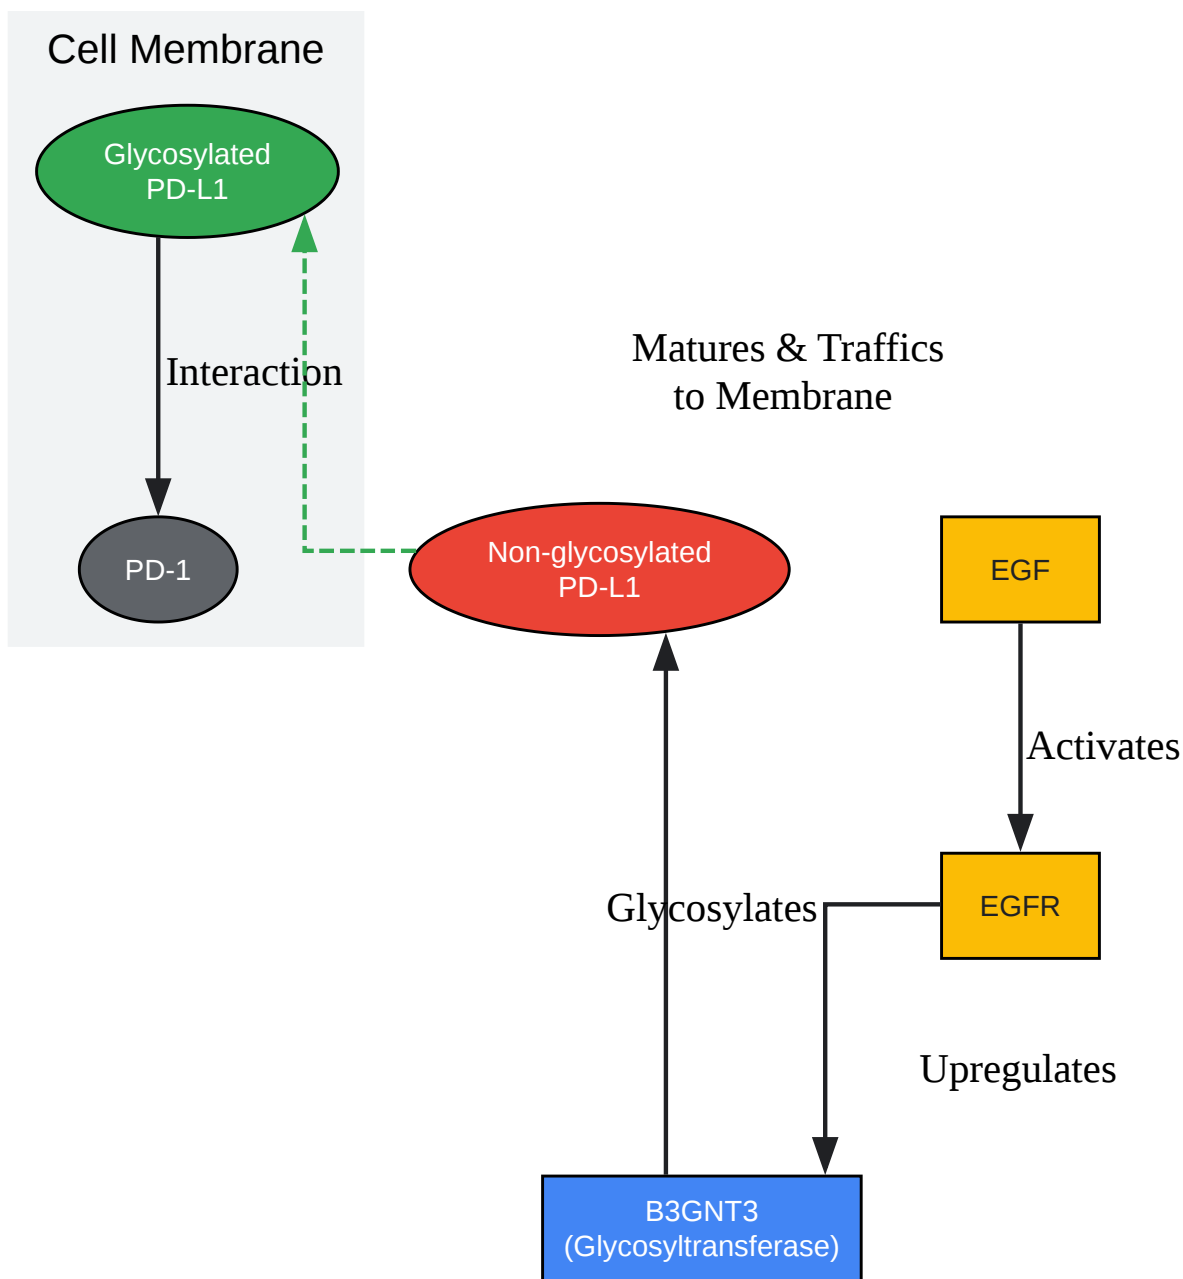 Cell Membrane
Glycosylated
PD-L1
Interaction
Matures & Traffics
to Membrane
PD-1
Non-glycosylated
PD-L1
EGF
Activates
Glycosylates
EGFR
Upregulates
B3GNT3
(Glycosyltransferase)